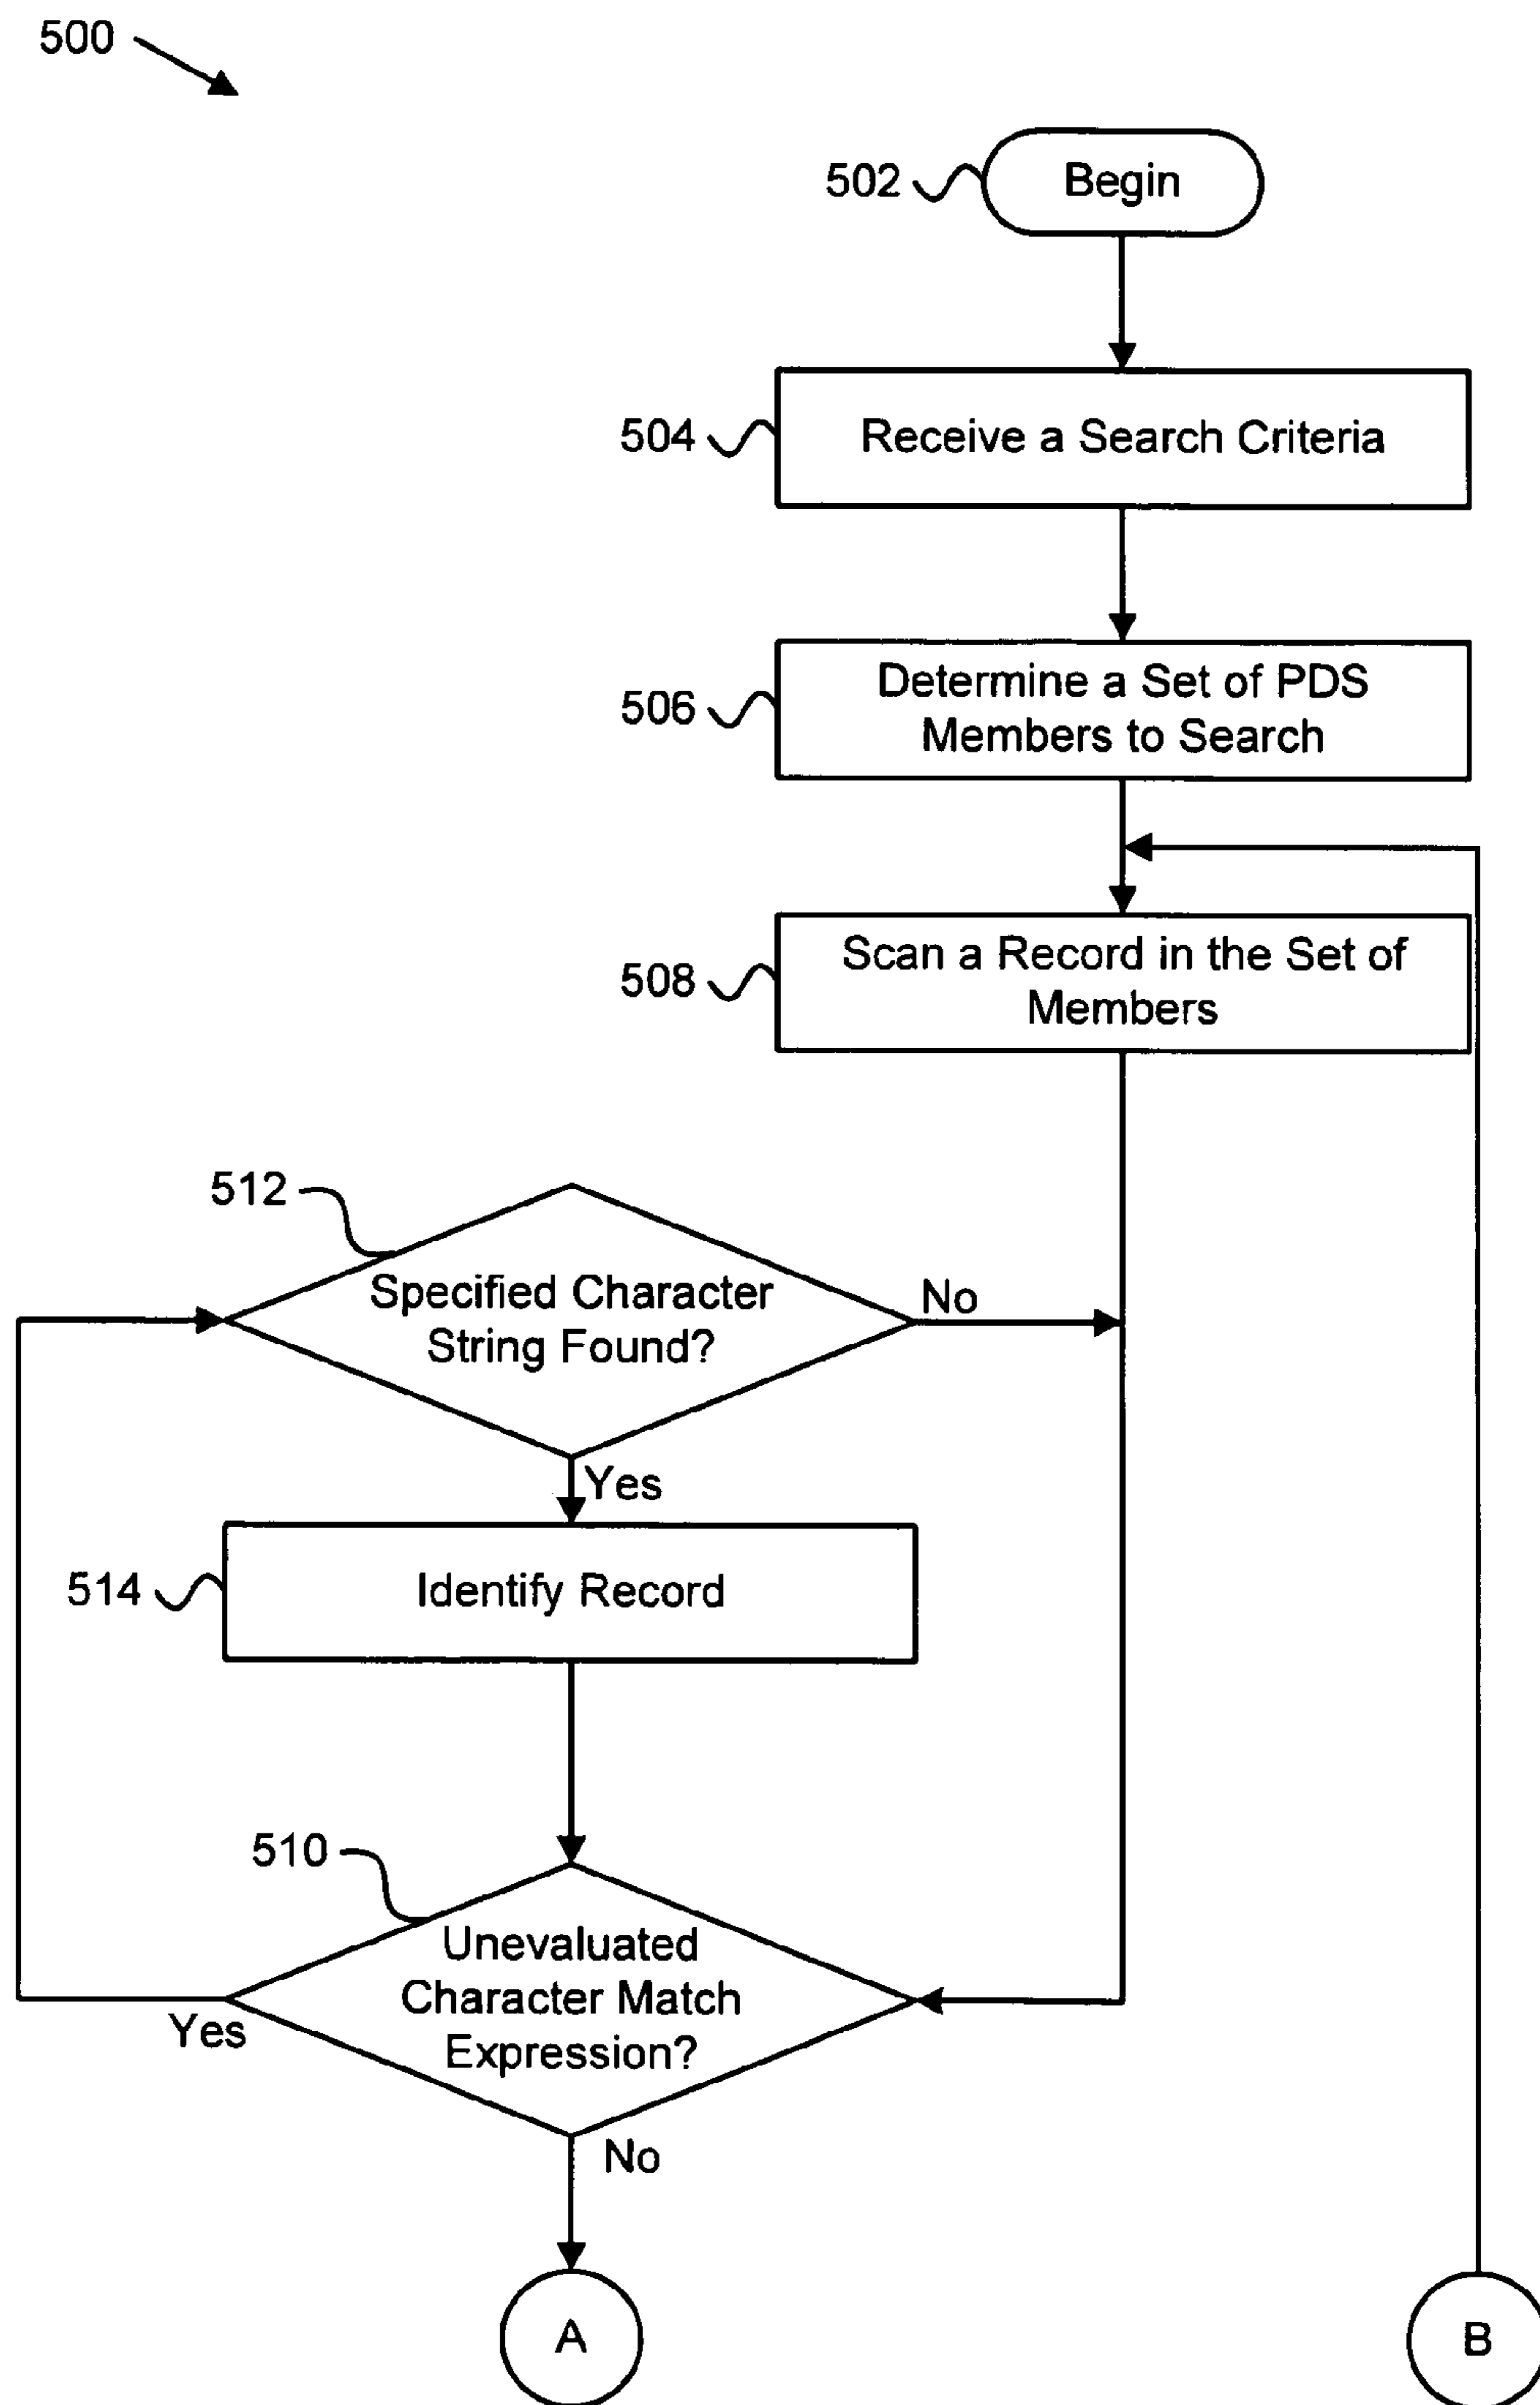 500
502
Begin
504
Receive a Search Criteria
506
Determine a Set of PDS
Members to Search
508
Scan a Record in the Set of
Members
512
Specified Character
String Found?
No
Yes
514
Identify Record
510
Unevaluated
Character Match
Expression?
Yes
No
A
B